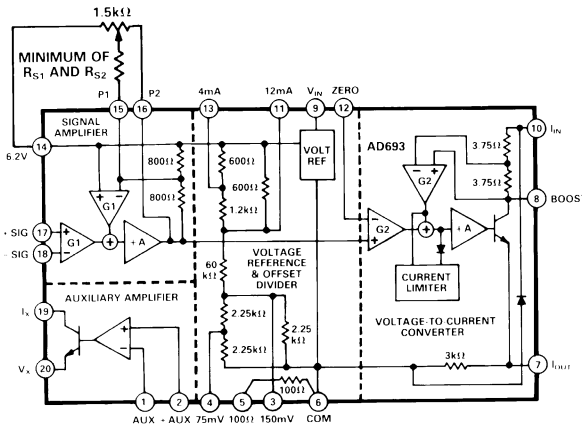 1.5kΩ
MINIMUM OF
RS1 AND RS2
P1
P2
4mA
12mA
VIN
ZERO
15
16
13
11
9
12
SIGNAL
AMPLIFIER
AD693
10
IIN
14
6.2V
800Ω
800Ω
600Ω
600Ω
1.2kΩ
VOLT
REF
3.75Ω
3.75Ω
G2
8
BOOST
G1
+ SIG
17
- SIG
18
G1
+
+A
G2
+
+A
60
kΩ
VOLTAGE
REFERENCE
& OFFSET
DIVIDER
CURRENT
LIMITER
AUXILIARY AMPLIFIER
IX
19
2.25kΩ
2.25kΩ
2.25
kΩ
VOLTAGE-TO-CURRENT
CONVERTER
VX
20
100Ω
3kΩ
7
IOUT
1
2
4
5
3
6
AUX
+ AUX
75mV
100Ω
150mV
COM